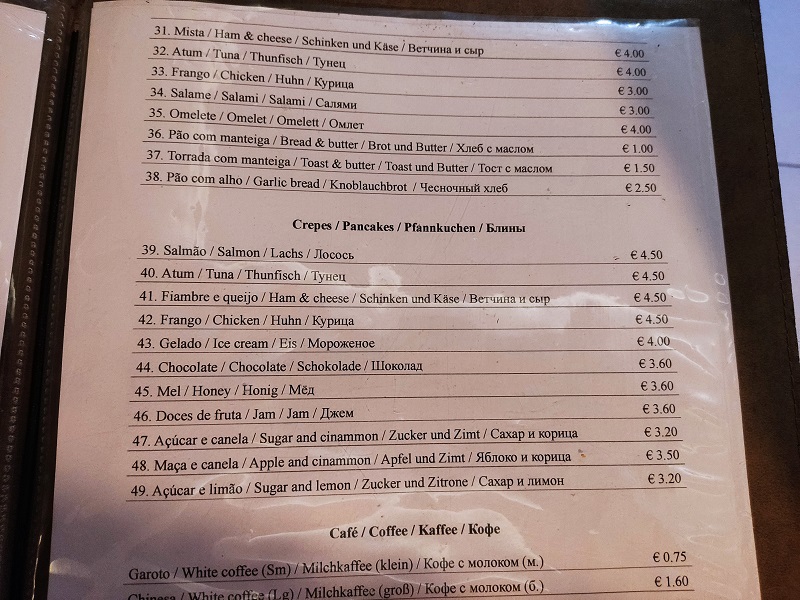 31. Mista / Ham & cheese / Schinken und Käse / Ветчина и сыр € 4.00
32. Atum / Tuna / Thunfisch / Тунец € 4.00
33. Frango / Chicken / Huhn / Курица € 3.00
34. Salame / Salami / Salami / Салями € 3.00
35. Omelete / Omelet / Omelett / Омлет € 4.00
36. Pão com manteiga / Bread & butter / Brot und Butter / Хлеб с маслом € 1.00
37. Torrada com manteiga / Toast & butter / Toast und Butter / Тост с маслом € 1.50
38. Pão com alho / Garlic bread / Knoblauchbrot / Чесночный хлеб € 2.50
Crepes / Pancakes / Pfannkuchen / Блины
39. Salmão / Salmon / Lachs / Лосось € 4.50
40. Atum / Tuna / Thunfisch / Тунец € 4.50
41. Fiambre e queijo / Ham & cheese / Schinken und Käse / Ветчина и сыр € 4.50
42. Frango / Chicken / Huhn / Курица € 4.50
43. Gelado / Ice cream / Eis / Мороженое € 4.00
44. Chocolate / Chocolate / Schokolade / Шоколад € 3.60
45. Mel / Honey / Honig / Мёд € 3.60
46. Doces de fruta / Jam / Jam / Джем € 3.60
47. Açúcar e canela / Sugar and cinammon / Zucker und Zimt / Сахар и корица € 3.20
48. Maça e canela / Apple and cinammon / Apfel und Zimt / Яблоко и корица € 3.50
49. Açúcar e limão / Sugar and lemon / Zucker und Zitrone / Сахар и лимон € 3.20
Café / Coffee / Kaffee / Кофе
Garoto / White coffee (Sm) / Milchkaffee (klein) / Кофе с молоком (м.) € 0.75
Chinesa / White coffee (Lg) / Milchkaffee (groß) / Кофе с молоком (б.) € 1.60